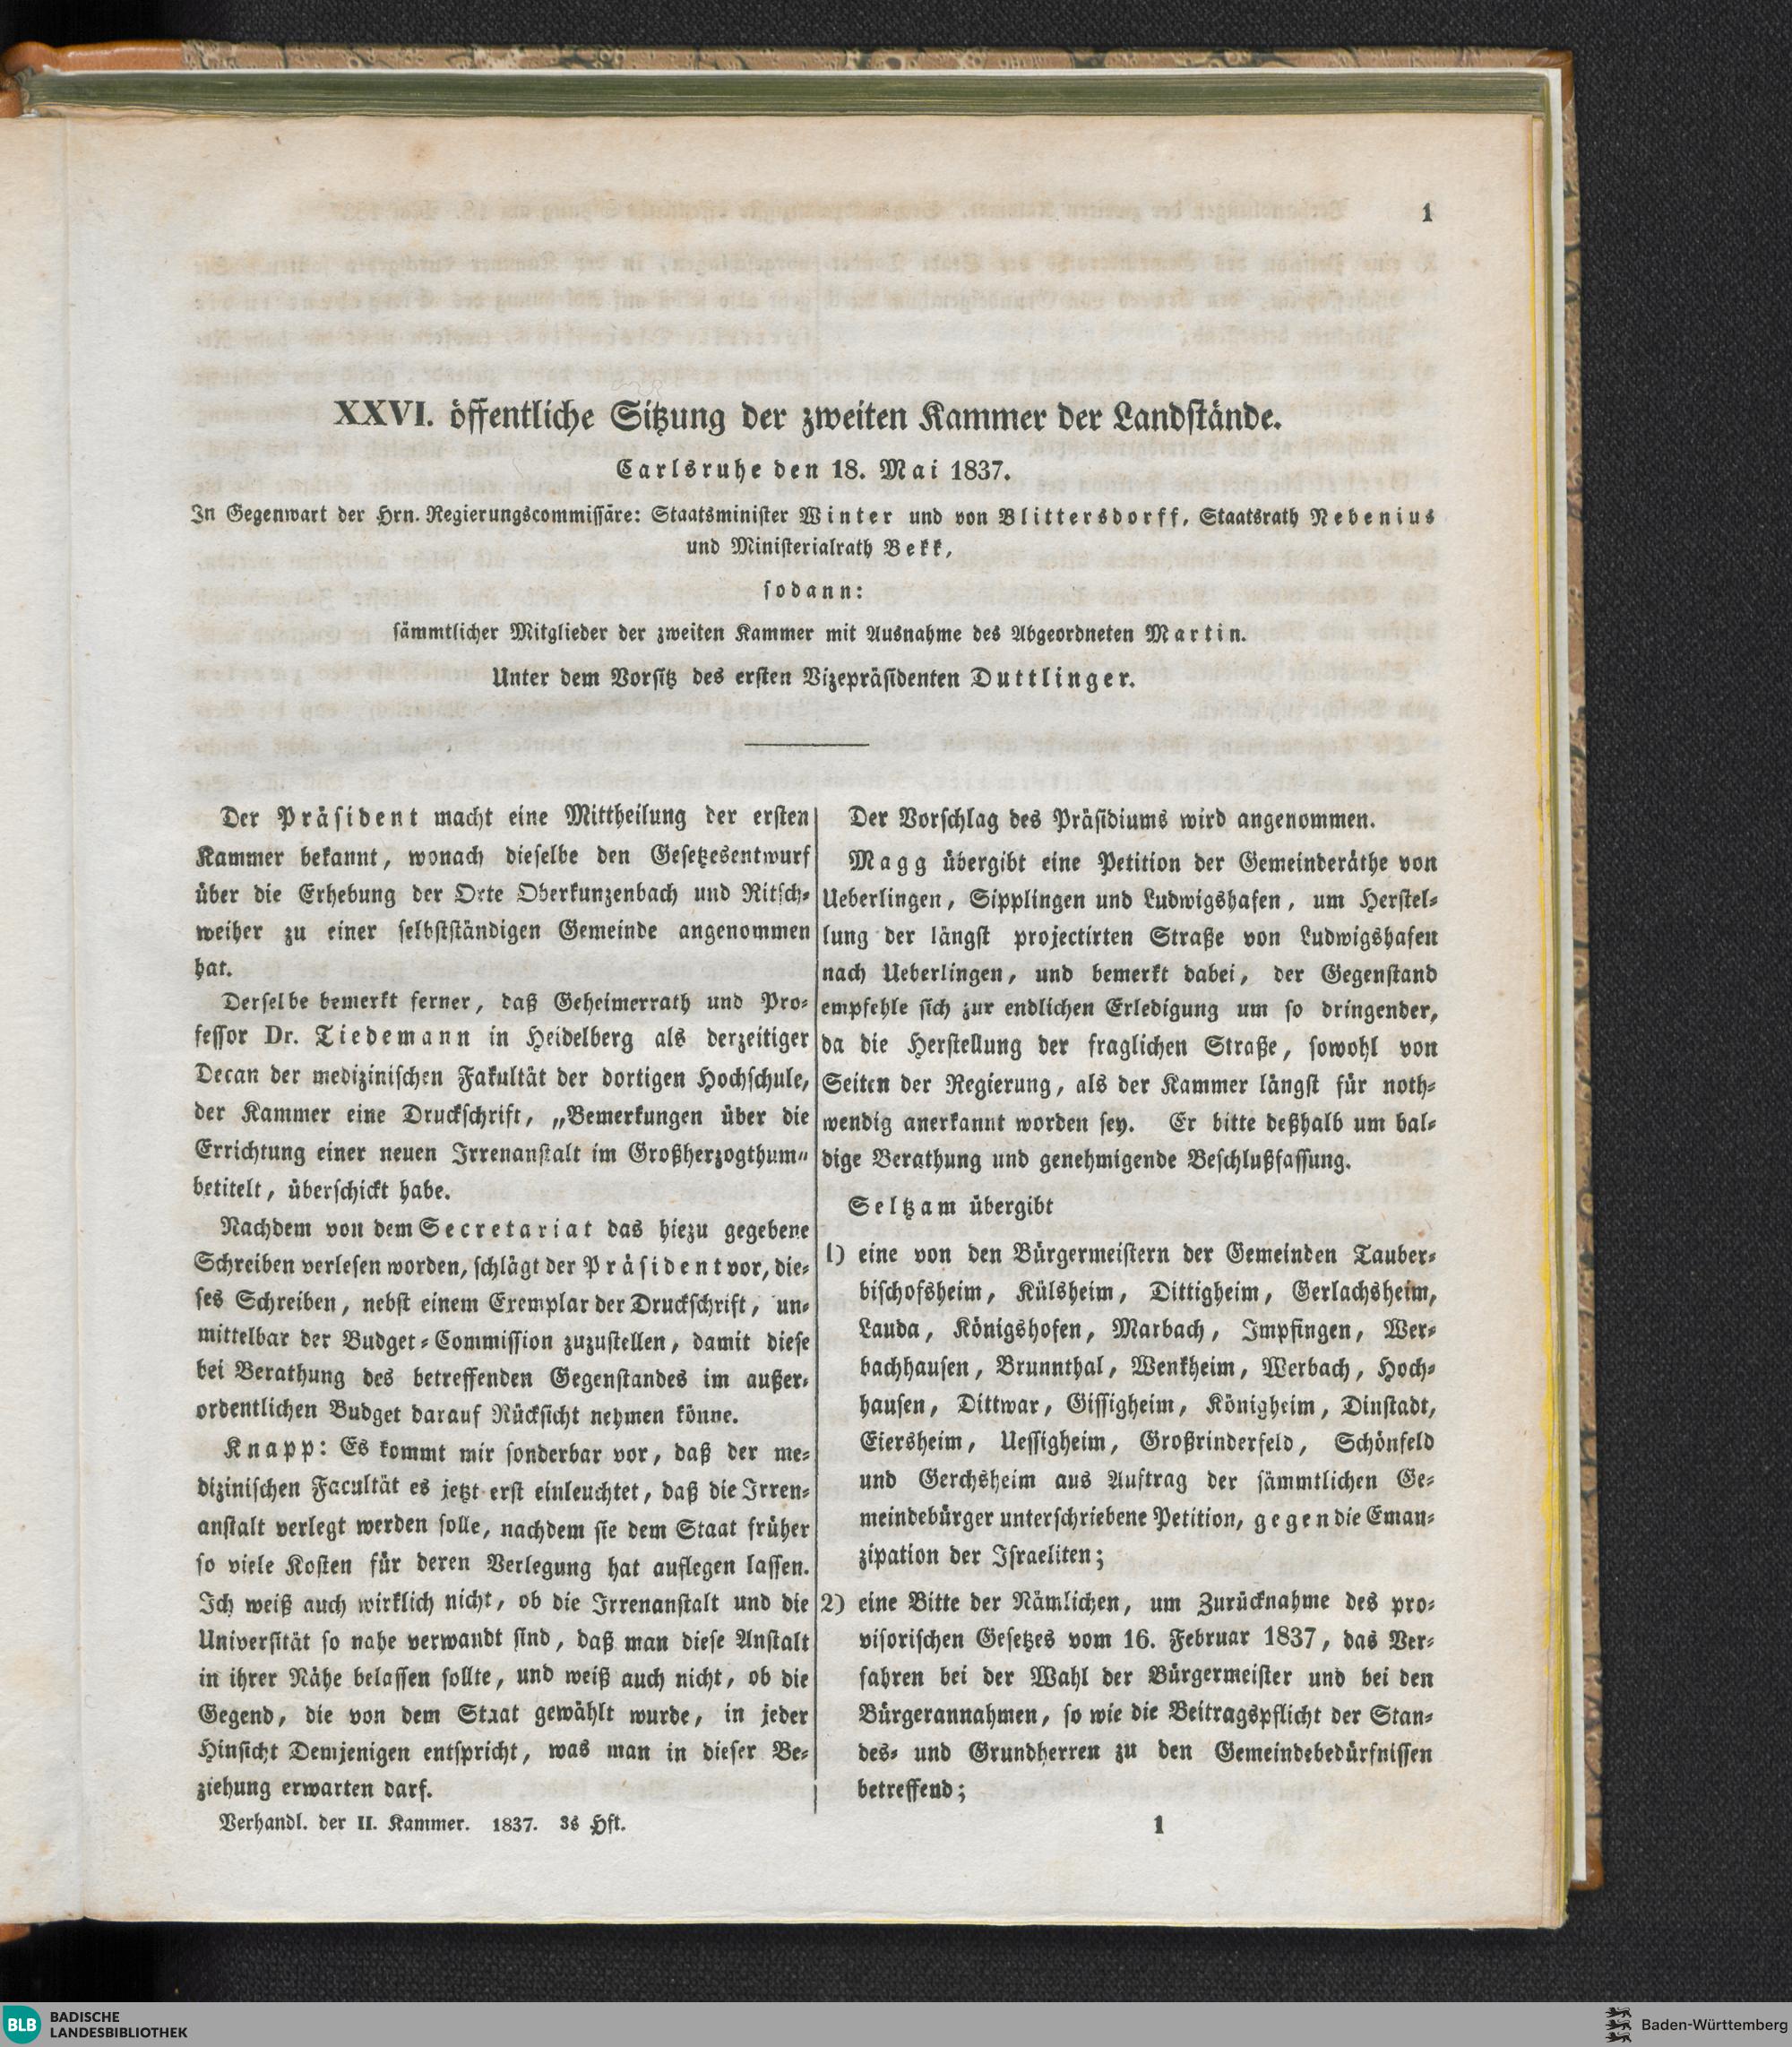 1
XXVI. öffentliche Sitzung der zweiten Kammer der Landstände.
Carlsruhe den 18. Mai 1837.
In Gegenwart der Hrn. Regierungscommissäre: Staatsminister Winter und von Blittersdorff, Staatsrath Nebenius
und Ministerialrath Bekk,
sodann:
sämmtlicher Mitglieder der zweiten Kammer mit Ausnahme des Abgeordneten Martin.
Unter dem Vorsitz des ersten Vizepräsidenten Duttlinger.
Der Präsident macht eine Mittheilung der ersten
Kammer bekannt, wonach dieselbe den Gesetzesentwurf
über die Erhebung der Orte Oberkunzenbach und Ritsch-
weiher zu einer selbstständigen Gemeinde angenommen
hat.
Derselbe bemerkt ferner, daß Geheimerrath und Pro-
fessor Dr. Tiedemann in Heidelberg als derzeitiger
Decan der medizinischen Fakultät der dortigen Hochschule,
der Kammer eine Druckschrift, „Bemerkungen über die
Errichtung einer neuen Irrenanstalt im Großherzogthum“
betitelt, überschickt habe.
Nachdem von dem Secretariat das hiezu gegebene
Schreiben verlesen worden, schlägt der Präsident vor, die-
ses Schreiben, nebst einem Exemplar der Druckschrift, un-
mittelbar der Budget-Commission zuzustellen, damit diese
bei Berathung des betreffenden Gegenstandes im außer-
ordentlichen Budget darauf Rücksicht nehmen könne.
Knapp: Es kommt mir sonderbar vor, daß der me-
dizinischen Facultät es jetzt erst einleuchtet, daß die Irren-
anstalt verlegt werden solle, nachdem sie dem Staat früher
so viele Kosten für deren Verlegung hat auflegen lassen.
Ich weiß auch wirklich nicht, ob die Irrenanstalt und die
Universität so nahe verwandt sind, daß man diese Anstalt
in ihrer Nähe belassen sollte, und weiß auch nicht, ob die
Gegend, die von dem Staat gewählt wurde, in jeder
Hinsicht Demjenigen entspricht, was man in dieser Be-
ziehung erwarten darf.
Der Vorschlag des Präsidiums wird angenommen.
Magg übergibt eine Petition der Gemeinderäthe von
Ueberlingen, Sipplingen und Ludwigshafen, um Herstel-
lung der längst projectirten Straße von Ludwigshafen
nach Ueberlingen, und bemerkt dabei, der Gegenstand
empfehle sich zur endlichen Erledigung um so dringender,
da die Herstellung der fraglichen Straße, sowohl von
Seiten der Regierung, als der Kammer längst für noth-
wendig anerkannt worden sey. Er bitte deßhalb um bal-
dige Berathung und genehmigende Beschlußfassung.
Seltzam übergibt
1) eine von den Bürgermeistern der Gemeinden Tauber-
bischofsheim, Külsheim, Dittigheim, Gerlachsheim,
Lauda, Königshofen, Marbach, Impfingen, Wer-
bachhausen, Brunnthal, Wenkheim, Werbach, Hoch-
hausen, Dittwar, Gissigheim, Königheim, Dinstadt,
Eiersheim, Uessigheim, Großrinderfeld, Schönfeld
und Gerchsheim aus Auftrag der sämmtlichen Ge-
meindebürger unterschriebene Petition, gegen die Eman-
zipation der Israeliten;
2) eine Bitte der Nämlichen, um Zurücknahme des pro-
visorischen Gesetzes vom 16. Februar 1837, das Ver-
fahren bei der Wahl der Bürgermeister und bei den
Bürgerannahmen, so wie die Beitragspflicht der Stan-
des- und Grundherren zu den Gemeindebedürfnissen
betreffend;
Verhandl. der II. Kammer. 1837. 3s Hft.
1
BLB BADISCHE
LANDESBIBLIOTHEK
Baden-Württemberg